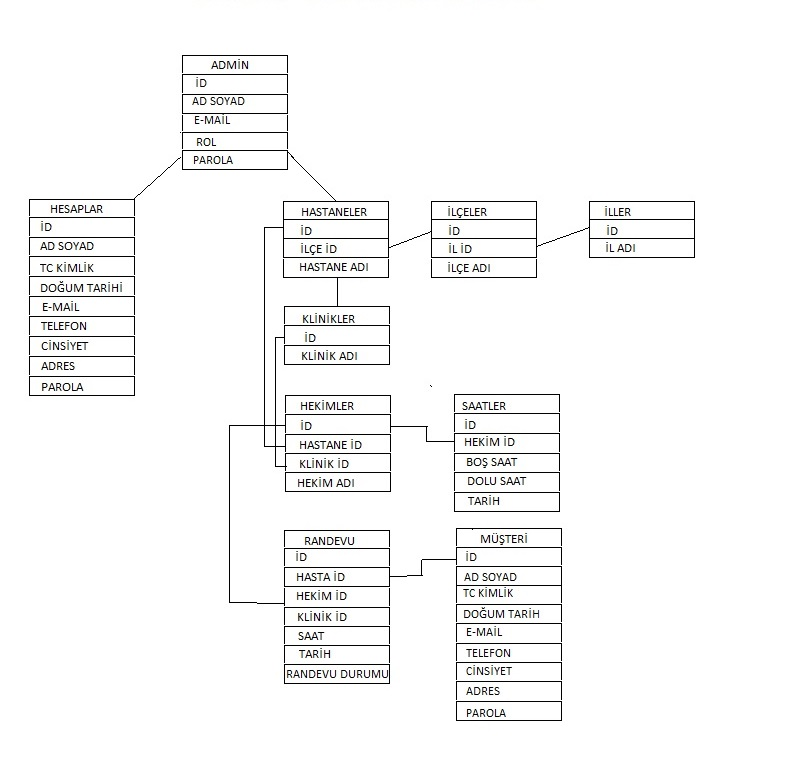 ADMİN
İD
AD SOYAD
E-MAİL
ROL
PAROLA
HESAPLAR
İD
AD SOYAD
TC KİMLİK
DOĞUM TARİHİ
E-MAİL
TELEFON
CİNSİYET
ADRES
PAROLA
HASTANELER
İD
İLÇE İD
HASTANE ADI
İLÇELER
İD
İL İD
İLÇE ADI
İLLER
İD
İL ADI
KLİNİKLER
İD
KLİNİK ADI
HEKİMLER
İD
HASTANE İD
KLİNİK İD
HEKİM ADI
SAATLER
İD
HEKİM İD
BOŞ SAAT
DOLU SAAT
TARİH
RANDEVU
İD
HASTA İD
HEKİM İD
KLİNİK İD
SAAT
TARİH
RANDEVU DURUMU
MÜŞTERİ
İD
AD SOYAD
TC KİMLİK
DOĞUM TARİH
E-MAİL
TELEFON
CİNSİYET
ADRES
PAROLA